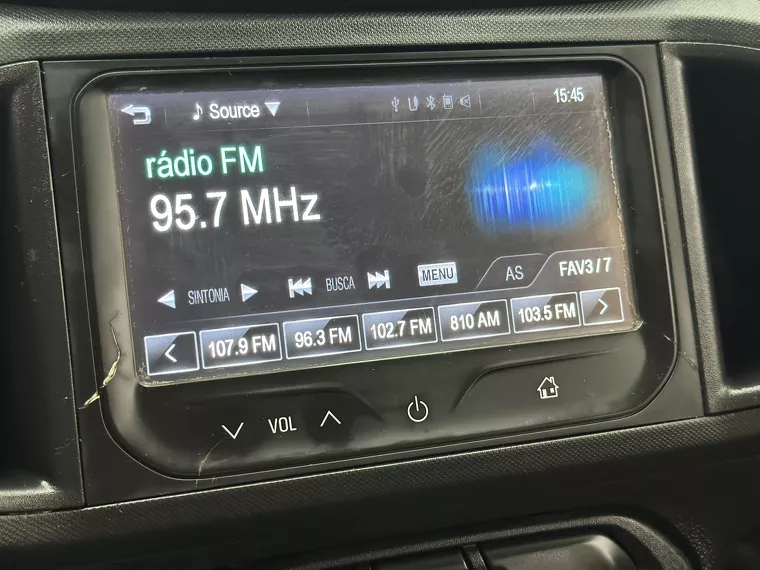 Source
15:45
rádio FM
95.7 MHz
SINTONIA
BUSCA
MENU
AS
FAV3/7
107.9 FM
96.3 FM
102.7 FM
810 AM
103.5 FM
VOL